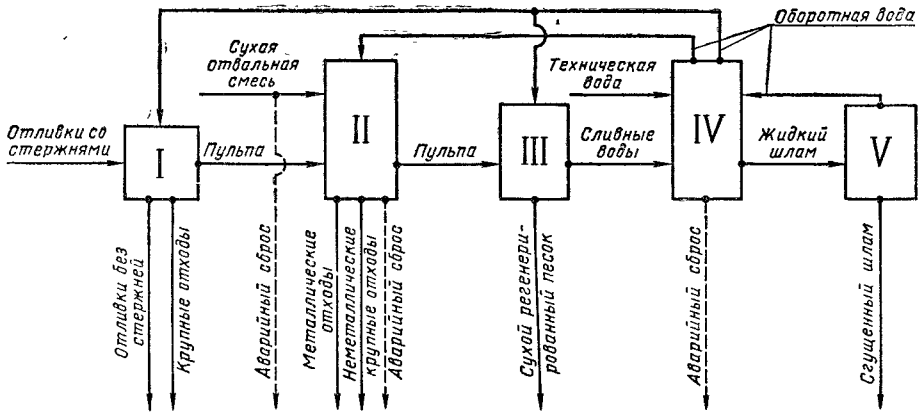 Оборотная вода
Сухая
отвальная
смесь
Техническая
вода
Отливки со
стержнями
I
Пульпа
II
Пульпа
III
Сливные
воды
IV
Жидкий
шлам
V
Отливки без
стержней
Крупные отходы
Аварийный сброс
Металлические
отходы
Неметаллические
крупные отходы
Аварийный сброс
Сухой регенери-
рованный песок
Аварийный сброс
Сгущенный шлам